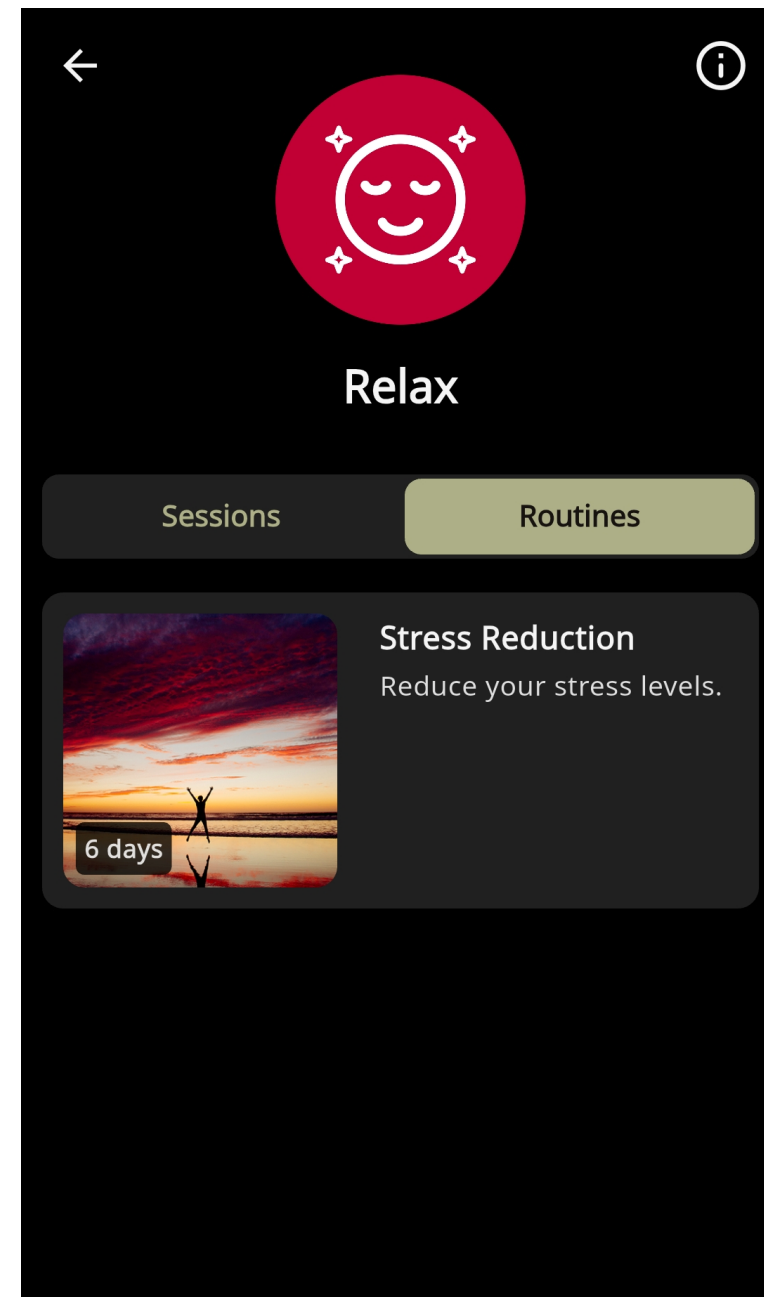 Relax
Sessions
Routines
Stress Reduction
Reduce your stress levels.
6 days